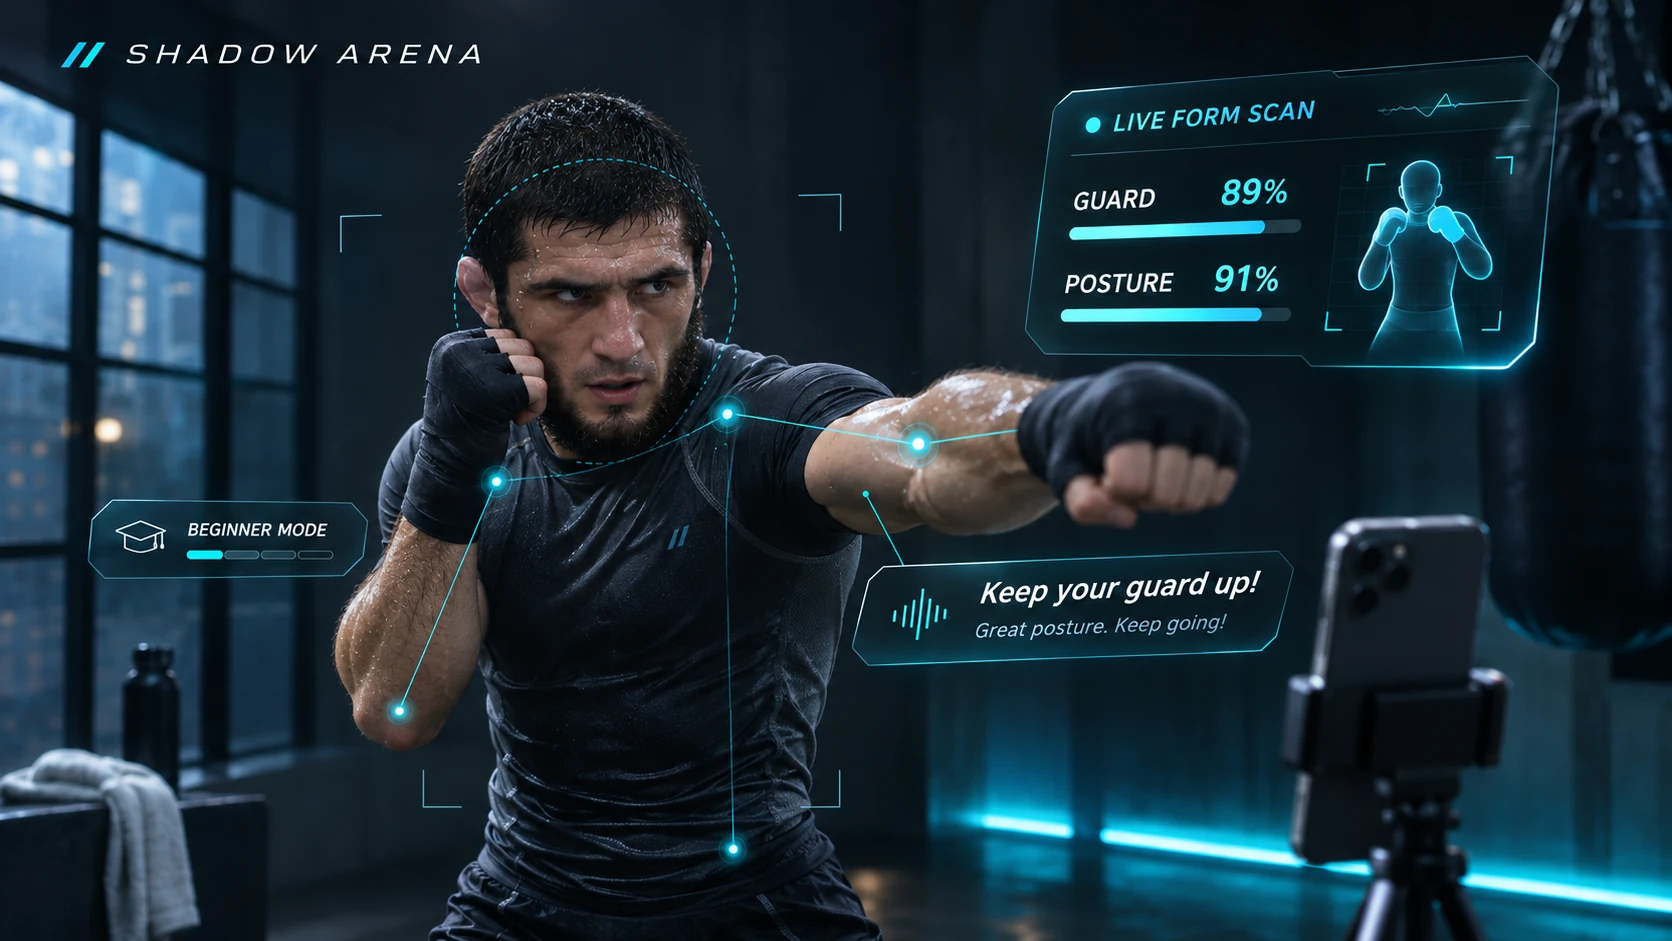 SHADOW ARENA
LIVE FORM SCAN
GUARD 89%
POSTURE 91%
BEGINNER MODE
Keep your guard up!
Great posture. Keep going!